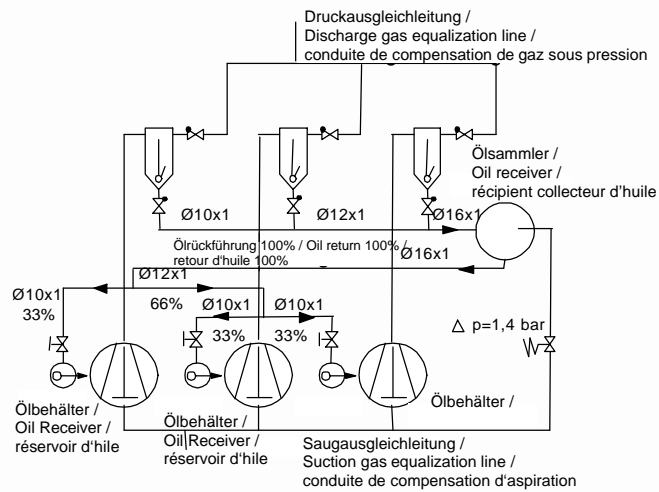 Druckausgleichleitung /
Discharge gas equalization line /
conduite de compensation de gaz sous pression
Ölsammler /
Oil receiver /
récipient collecteur d'huile
Ø10x1
Ø12x1
Ø16x1
Ölrückführung 100% / Oil return 100% /
retour d'huile 100%
Ø16x1
Ø12x1
Ø10x1
33%
66%
Ø10x1
33%
Ø10x1
33%
Δ p=1,4 bar
Ölbehälter /
Oil Receiver /
réservoir d'hile
Ölbehälter /
Oil Receiver /
réservoir d'hile
Ölbehälter /
Saugausgleichleitung /
Suction gas equalization line /
conduite de compensation d'aspiration